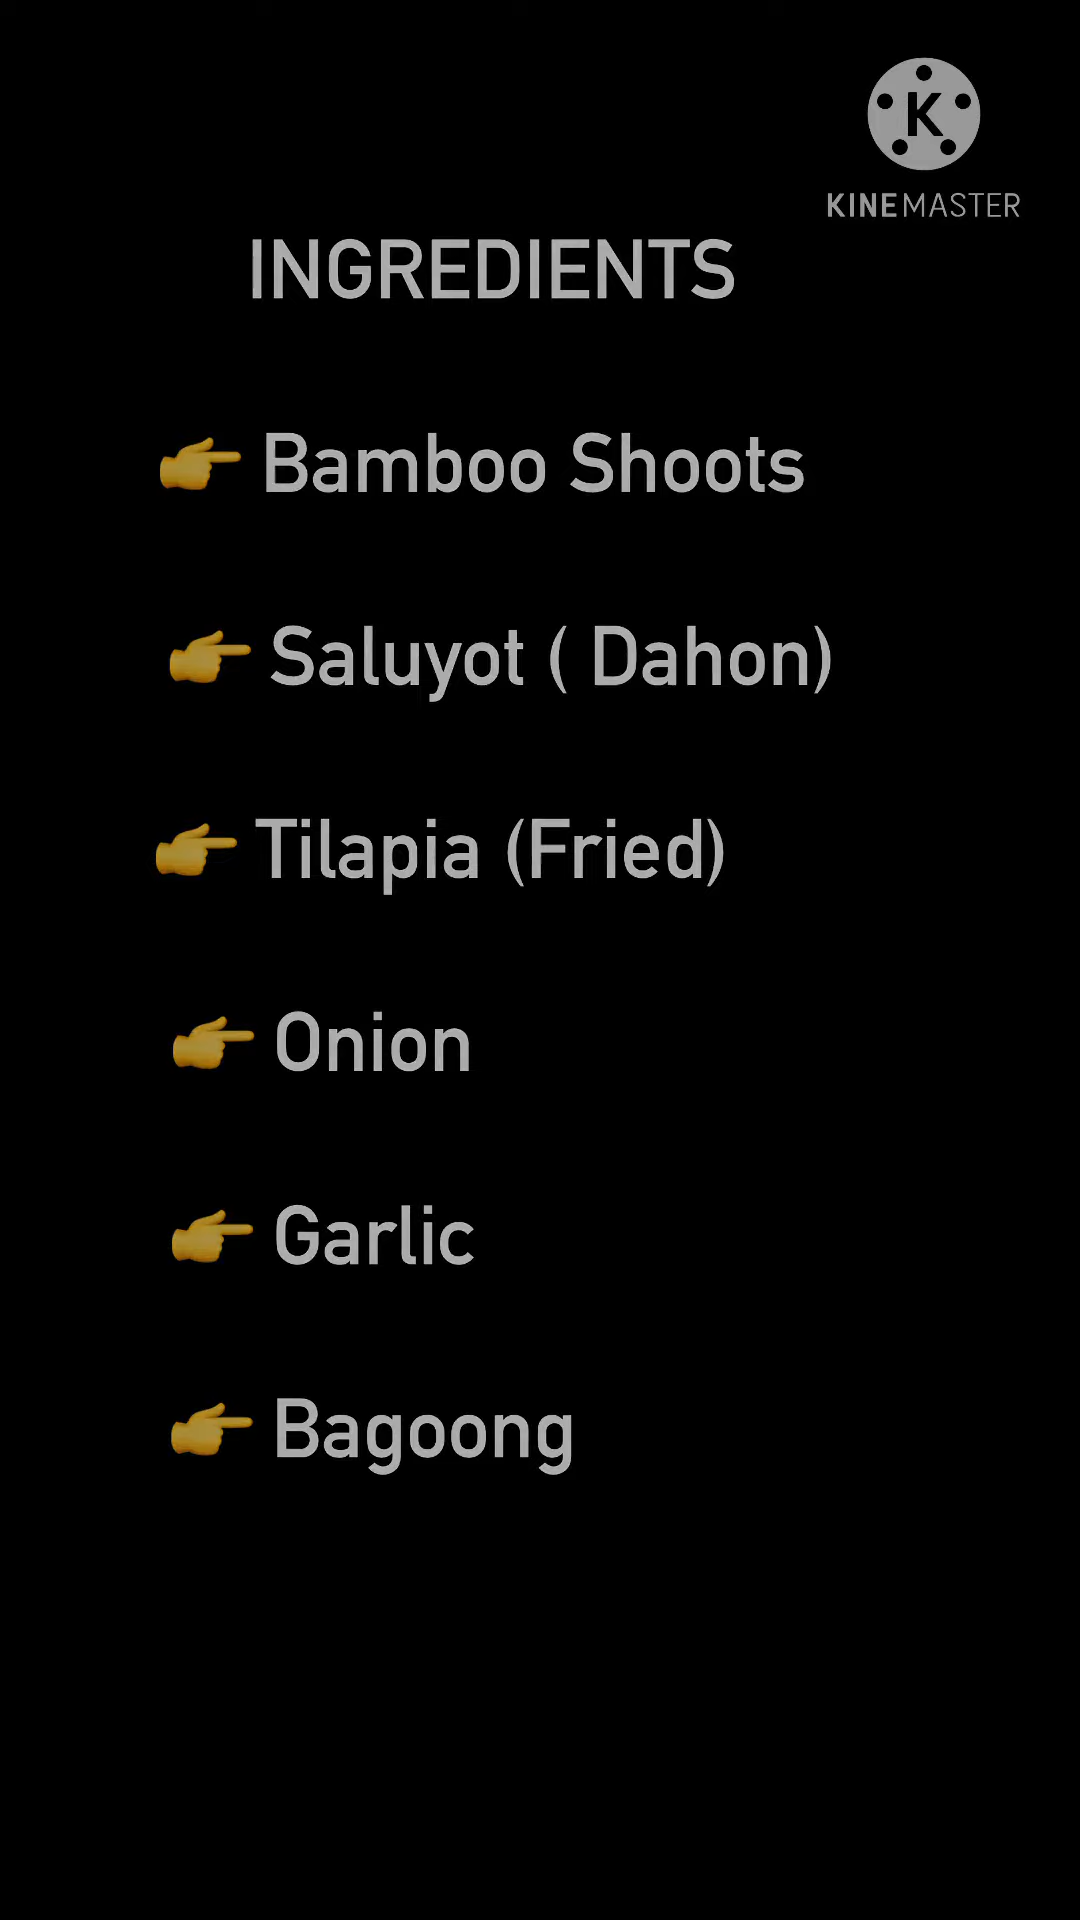 KINEMASTER
INGREDIENTS
👉 Bamboo Shoots
👉 Saluyot ( Dahon)
👉 Tilapia (Fried)
👉 Onion
👉 Garlic
👉 Bagoong